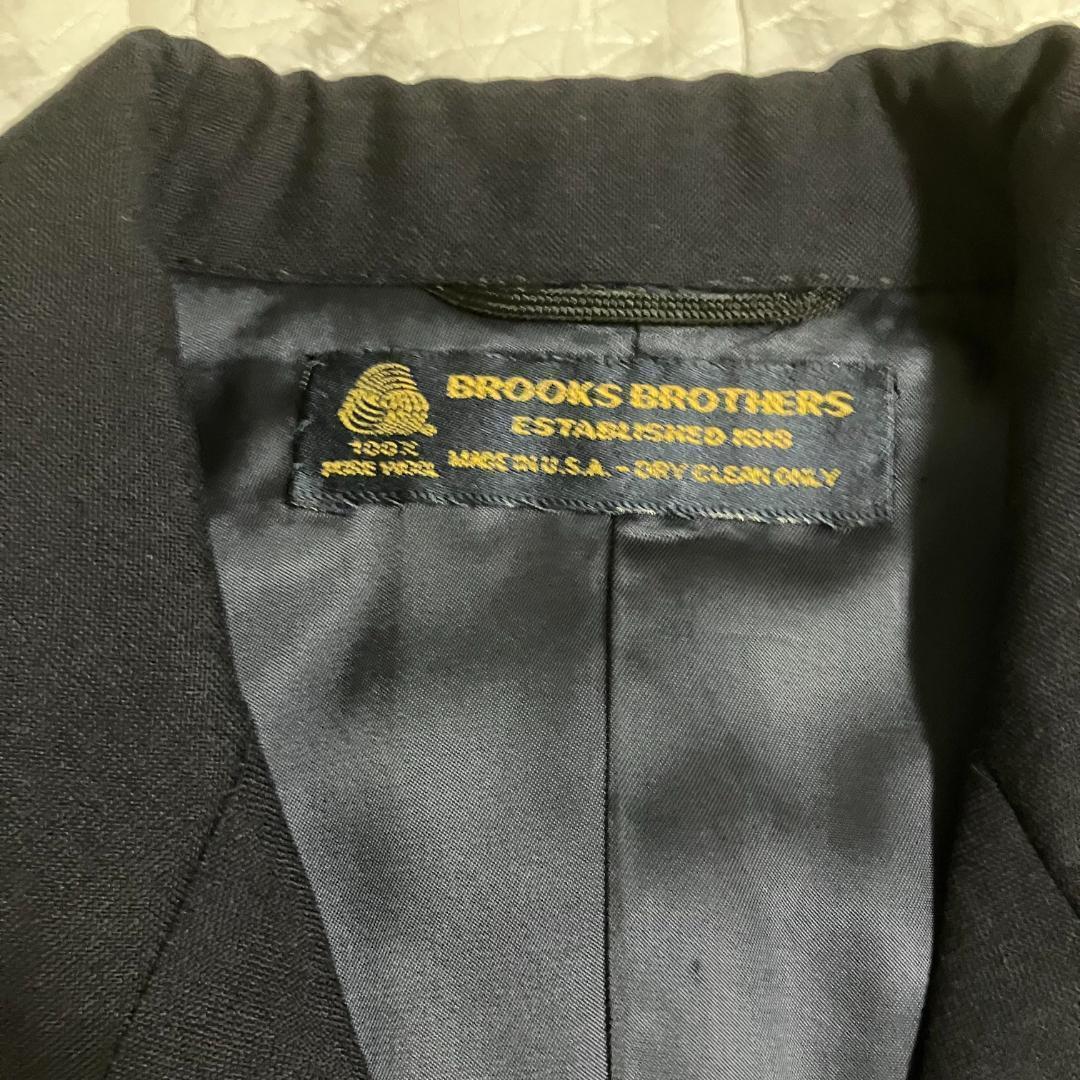 BROOKS BROTHERS
ESTABLISHED 1818
100%
PURE WOOL
MADE IN U.S.A. - DRY CLEAN ONLY